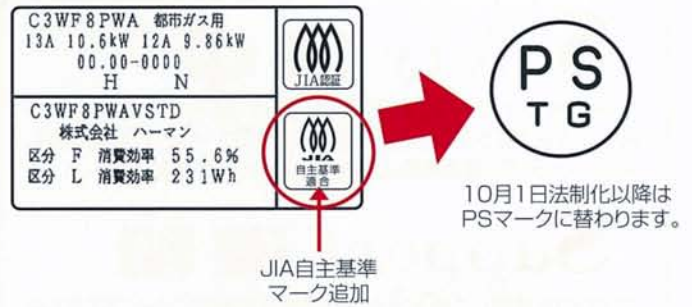 C3WF8PWA 都市ガス用
13A 10.6kW 12A 9.86kW
00.00-0000
H N
JIA認証
C3WF8PWAVSTD
株式会社 ハーマン
区分 F 消費効率 55.6%
区分 L 消費効率 231Wh
JIA
自主基準
適合
PS
TG
10月1日法制化以降は
PSマークに替わります。
JIA自主基準
マーク追加